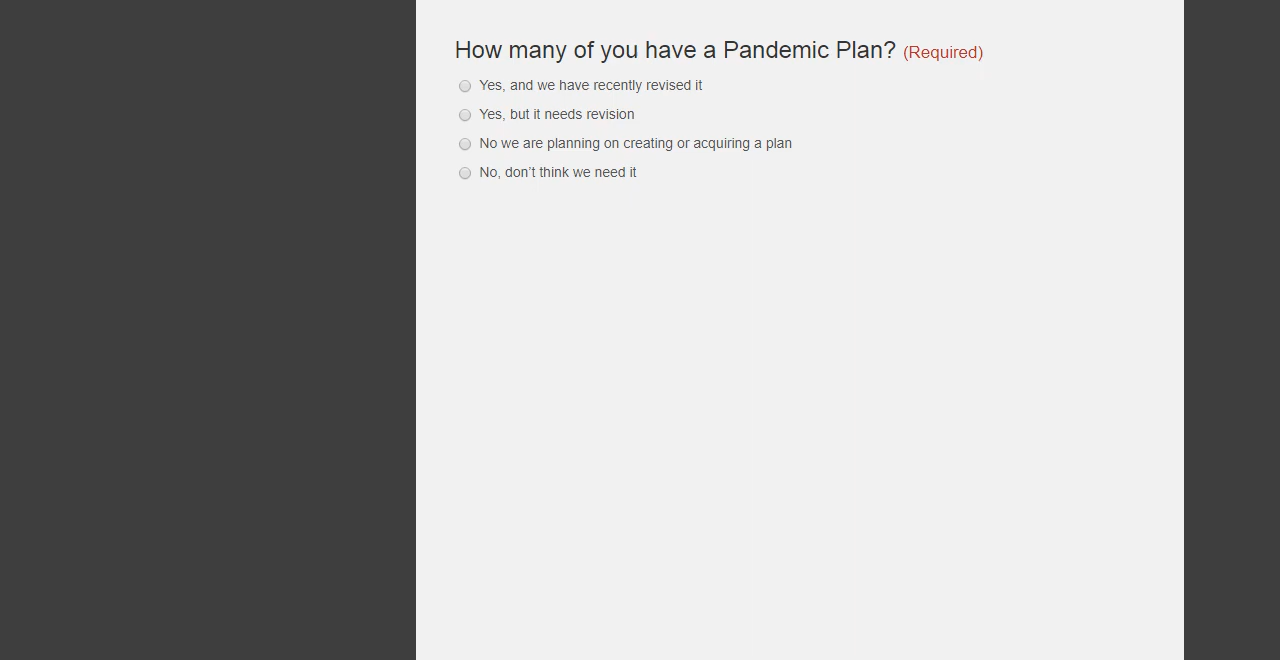 How many of you have a Pandemic Plan? (Required)
Yes, and we have recently revised it
Yes, but it needs revision
No we are planning on creating or acquiring a plan
No, don’t think we need it